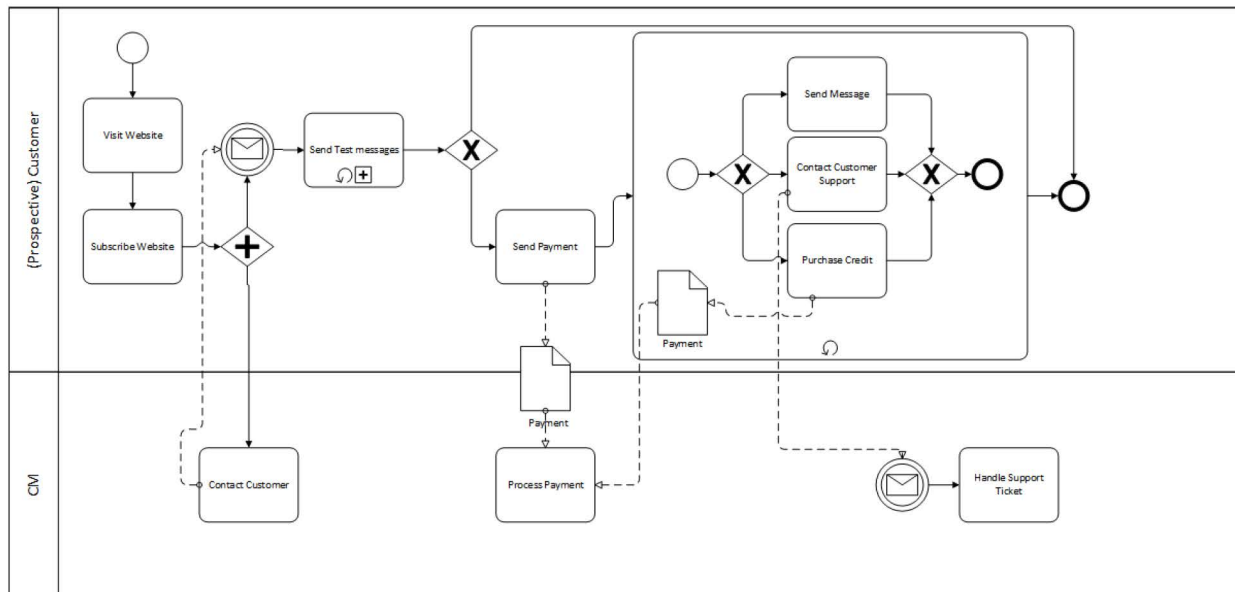 (Prospective) Customer
Visit Website
Subscribe Website
Send Test messages
Send Payment
Send Message
Contact Customer
Support
Purchase Credit
Payment
Payment
CM
Contact Customer
Process Payment
Handle Support
Ticket